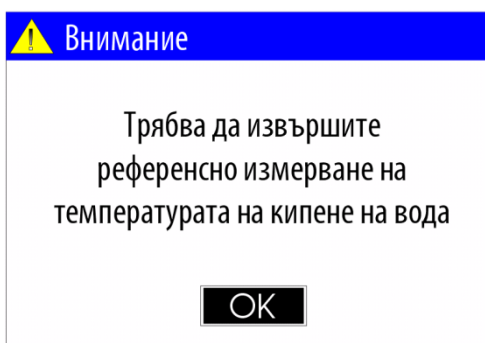 Внимание
Трябва да извършите
референсно измерване на
температурата на кипене на вода
OK